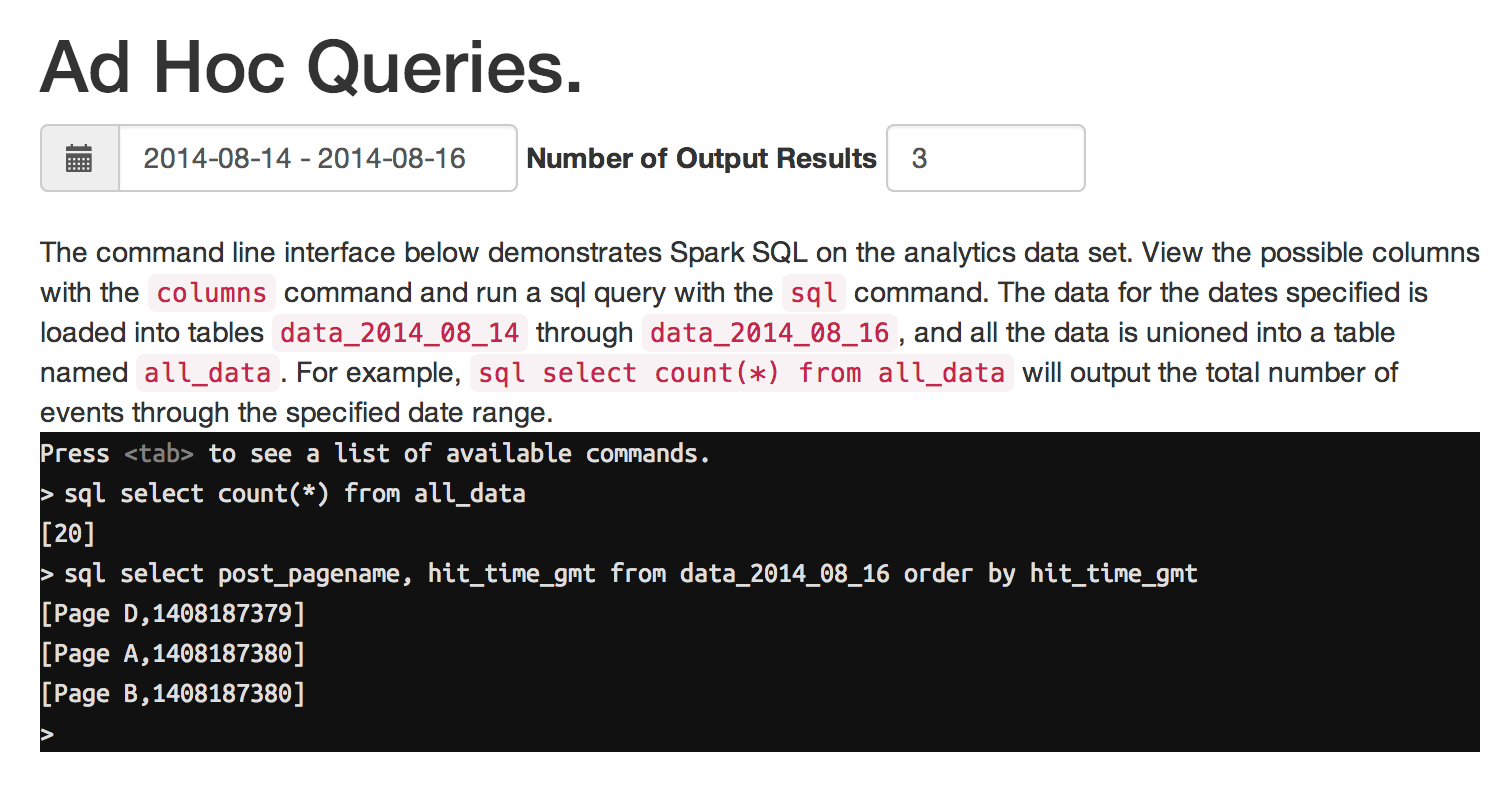 Ad Hoc Queries.
2014-08-14 - 2014-08-16 Number of Output Results 3
The command line interface below demonstrates Spark SQL on the analytics data set. View the possible columns
with the columns command and run a sql query with the sql command. The data for the dates specified is
loaded into tables data_2014_08_14 through data_2014_08_16, and all the data is unioned into a table
named all_data. For example, sql select count(*) from all_data will output the total number of
events through the specified date range.
Press <tab> to see a list of available commands.
> sql select count(*) from all_data
[20]
> sql select post_pagename, hit_time_gmt from data_2014_08_16 order by hit_time_gmt
[Page D,1408187379]
[Page A,1408187380]
[Page B,1408187380]
>